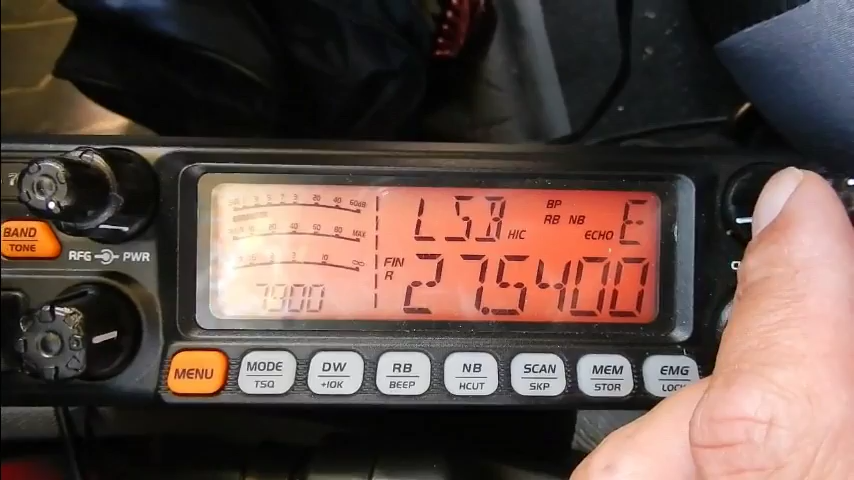 BAND
TONE
RFG PWR
LSB HIC BP RB NB ECHO E
FIN R 27.5400
7900
MENU
MODE DW RB NB SCAN MEM EMG
TSQ +10K BEEP HCUT SKP STOR LOCK